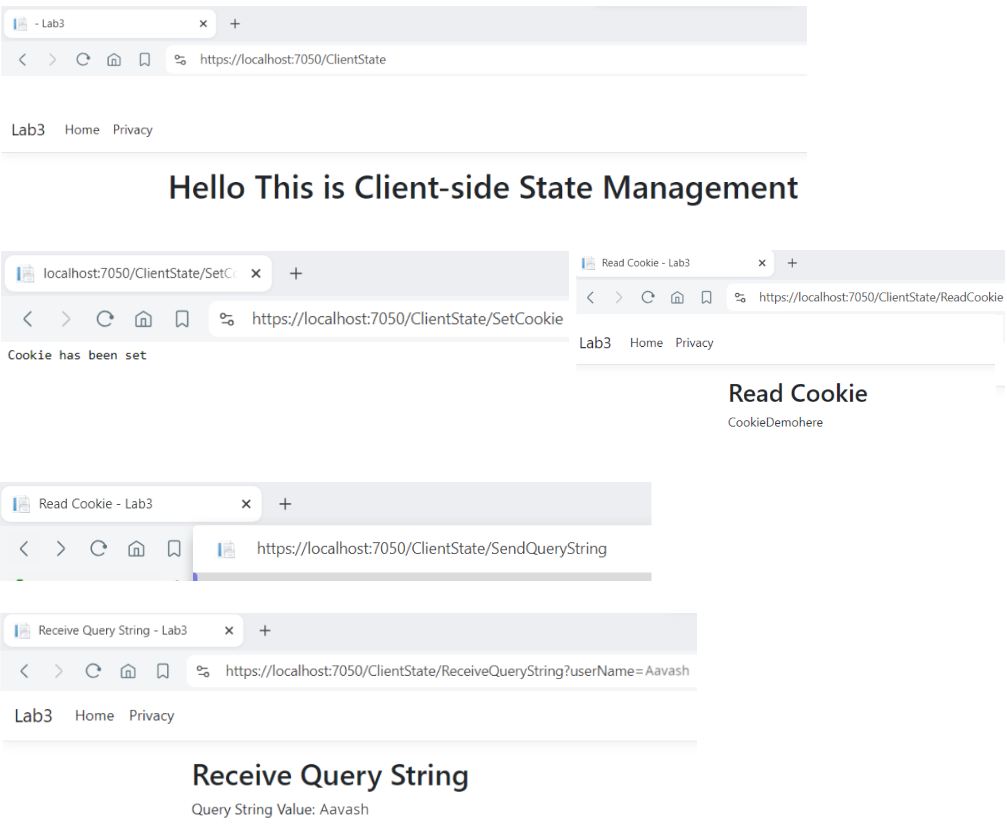 - Lab3
https://localhost:7050/ClientState
Lab3 Home Privacy
Hello This is Client-side State Management
localhost:7050/ClientState/SetCo
https://localhost:7050/ClientState/SetCookie
Cookie has been set
Read Cookie - Lab3
https://localhost:7050/ClientState/ReadCookie
Lab3 Home Privacy
Read Cookie
CookieDemohere
Read Cookie - Lab3
https://localhost:7050/ClientState/SendQueryString
Receive Query String - Lab3
https://localhost:7050/ClientState/ReceiveQueryString?userName=Aavash
Lab3 Home Privacy
Receive Query String
Query String Value: Aavash